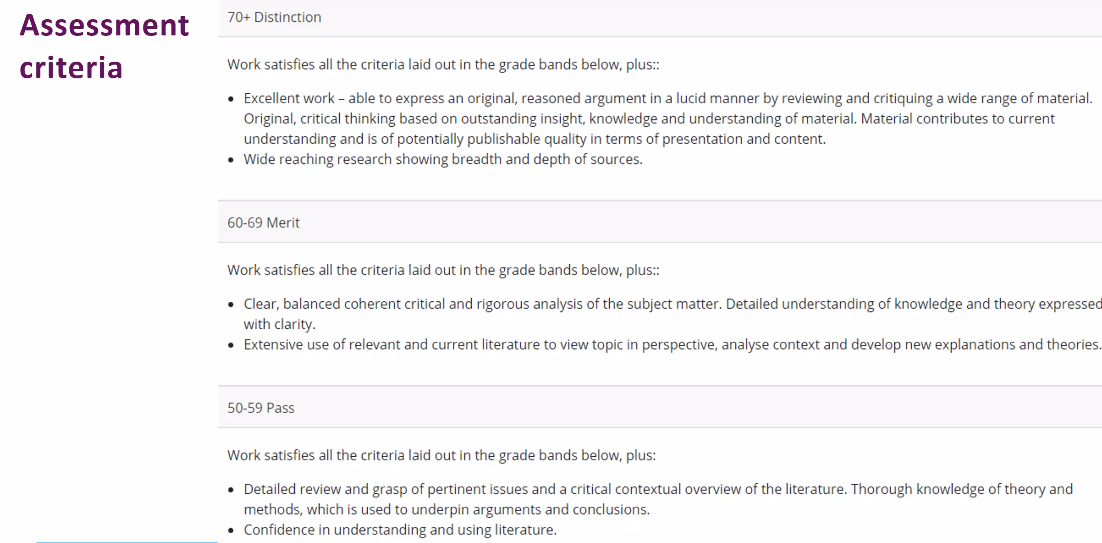 Assessment
criteria
70+ Distinction
Work satisfies all the criteria laid out in the grade bands below, plus::
• Excellent work – able to express an original, reasoned argument in a lucid manner by reviewing and critiquing a wide range of material.
Original, critical thinking based on outstanding insight, knowledge and understanding of material. Material contributes to current
understanding and is of potentially publishable quality in terms of presentation and content.
• Wide reaching research showing breadth and depth of sources.
60-69 Merit
Work satisfies all the criteria laid out in the grade bands below, plus::
• Clear, balanced coherent critical and rigorous analysis of the subject matter. Detailed understanding of knowledge and theory expressed
with clarity.
• Extensive use of relevant and current literature to view topic in perspective, analyse context and develop new explanations and theories.
50-59 Pass
Work satisfies all the criteria laid out in the grade bands below, plus:
• Detailed review and grasp of pertinent issues and a critical contextual overview of the literature. Thorough knowledge of theory and
methods, which is used to underpin arguments and conclusions.
• Confidence in understanding and using literature.